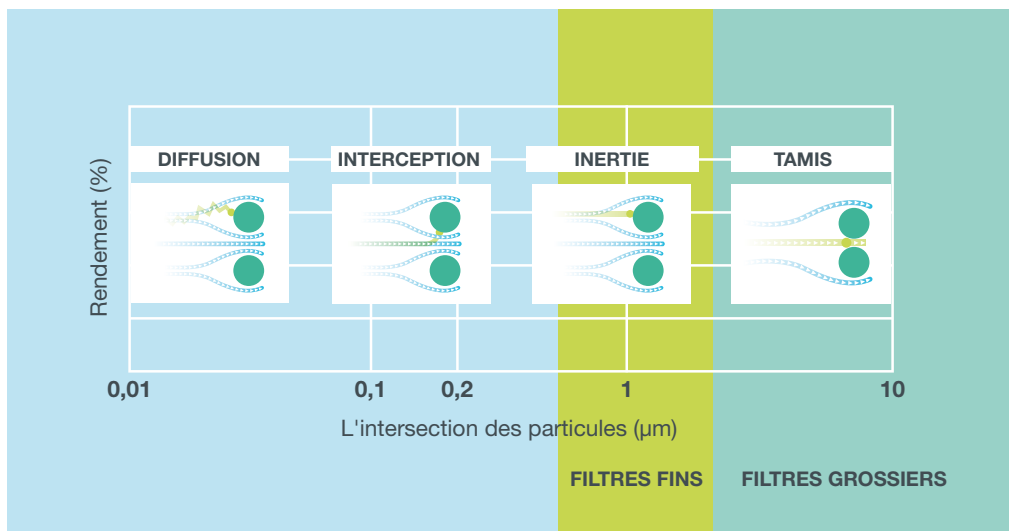 DIFFUSION
INTERCEPTION
INERTIE
TAMIS
Rendement (%)
0,01
0,1
0,2
1
10
L'intersection des particules (µm)
FILTRES FINS
FILTRES GROSSIERS